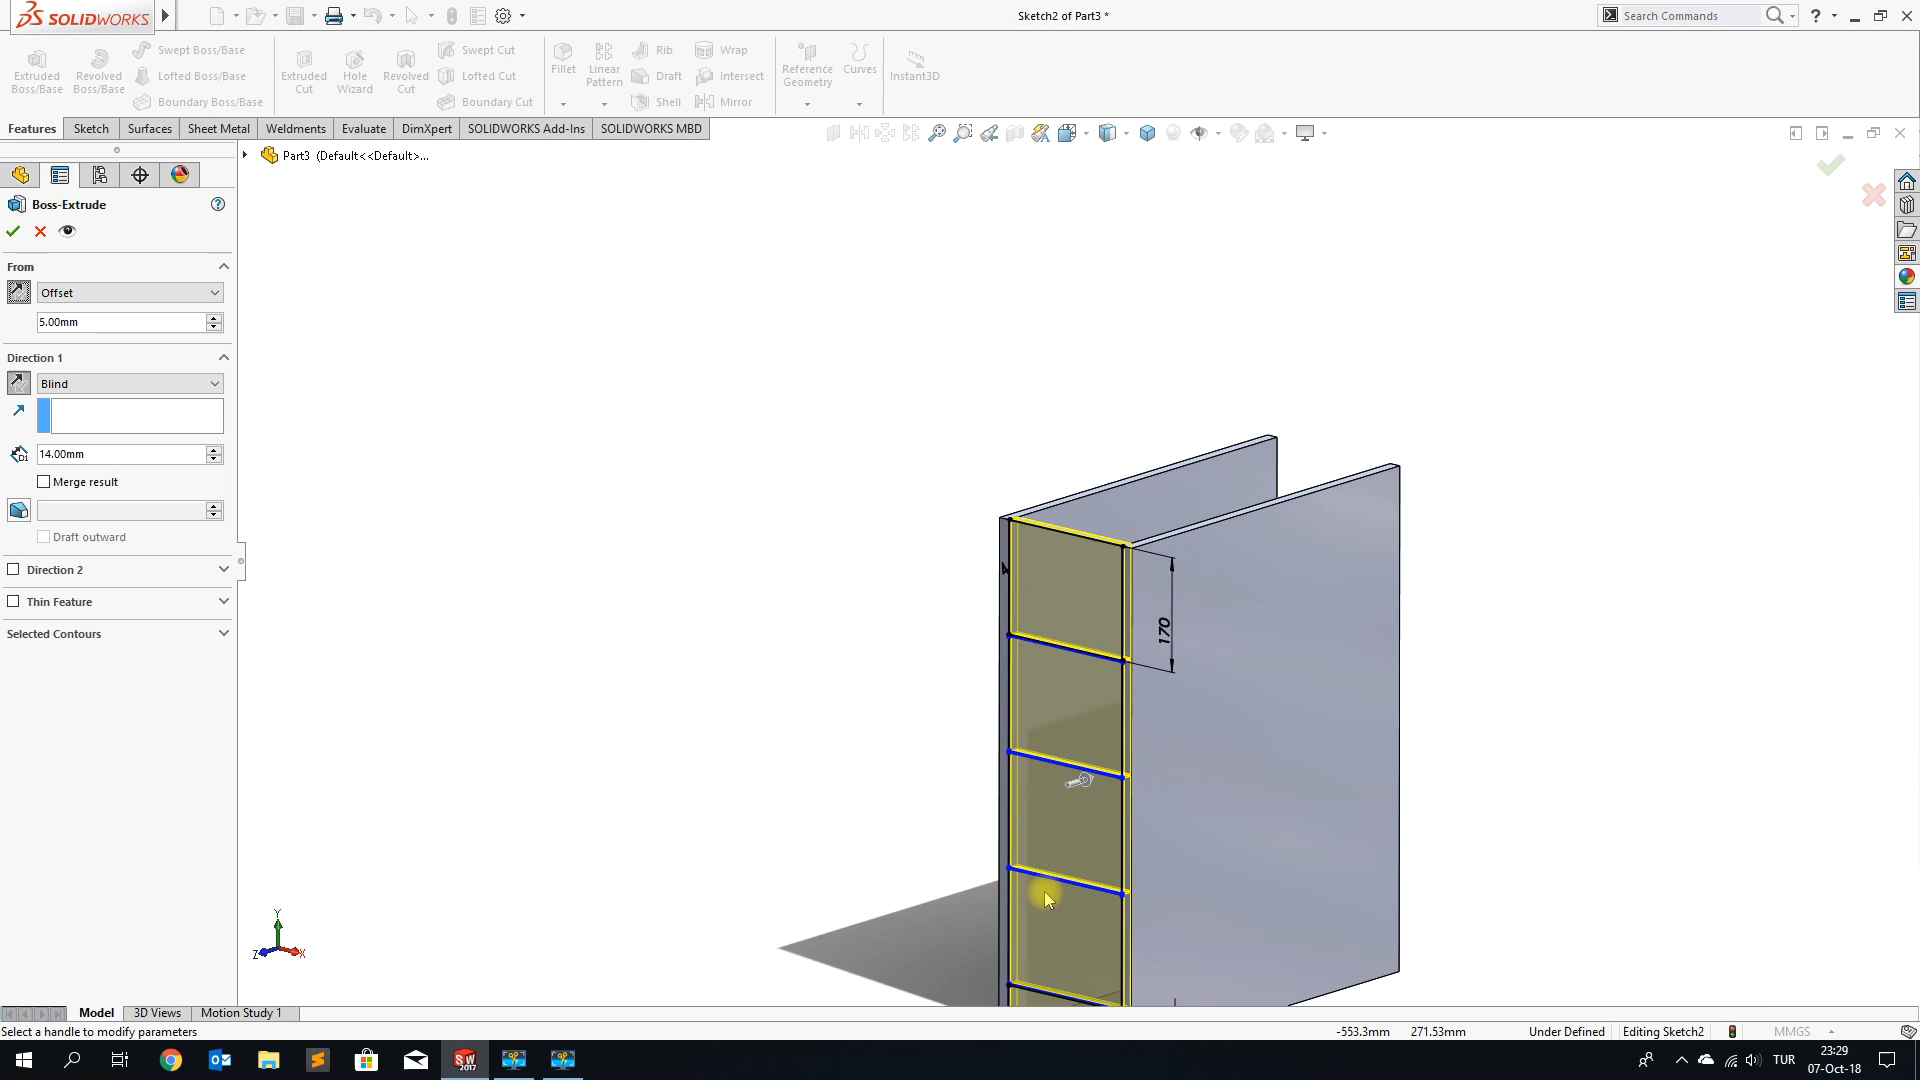 SOLIDWORKS
Sketch2 of Part3 *
Search Commands
?
Extruded Boss/Base
Revolved Boss/Base
Swept Boss/Base
Lofted Boss/Base
Boundary Boss/Base
Extruded Cut
Hole Wizard
Revolved Cut
Swept Cut
Lofted Cut
Boundary Cut
Fillet
Linear Pattern
Rib
Draft
Shell
Wrap
Intersect
Mirror
Reference Geometry
Curves
Instant3D
Features
Sketch
Surfaces
Sheet Metal
Weldments
Evaluate
DimXpert
SOLIDWORKS Add-Ins
SOLIDWORKS MBD
Part3 (Default<<Default>...
Boss-Extrude
?
From
Offset
5.00mm
Direction 1
Blind
D1
14.00mm
Merge result
Draft outward
Direction 2
Thin Feature
Selected Contours
170
Y
Z
X
Model
3D Views
Motion Study 1
Select a handle to modify parameters
-553.3mm
271.53mm
Under Defined
Editing Sketch2
MMGS
SW
2017
TUR
23:29
07-Oct-18